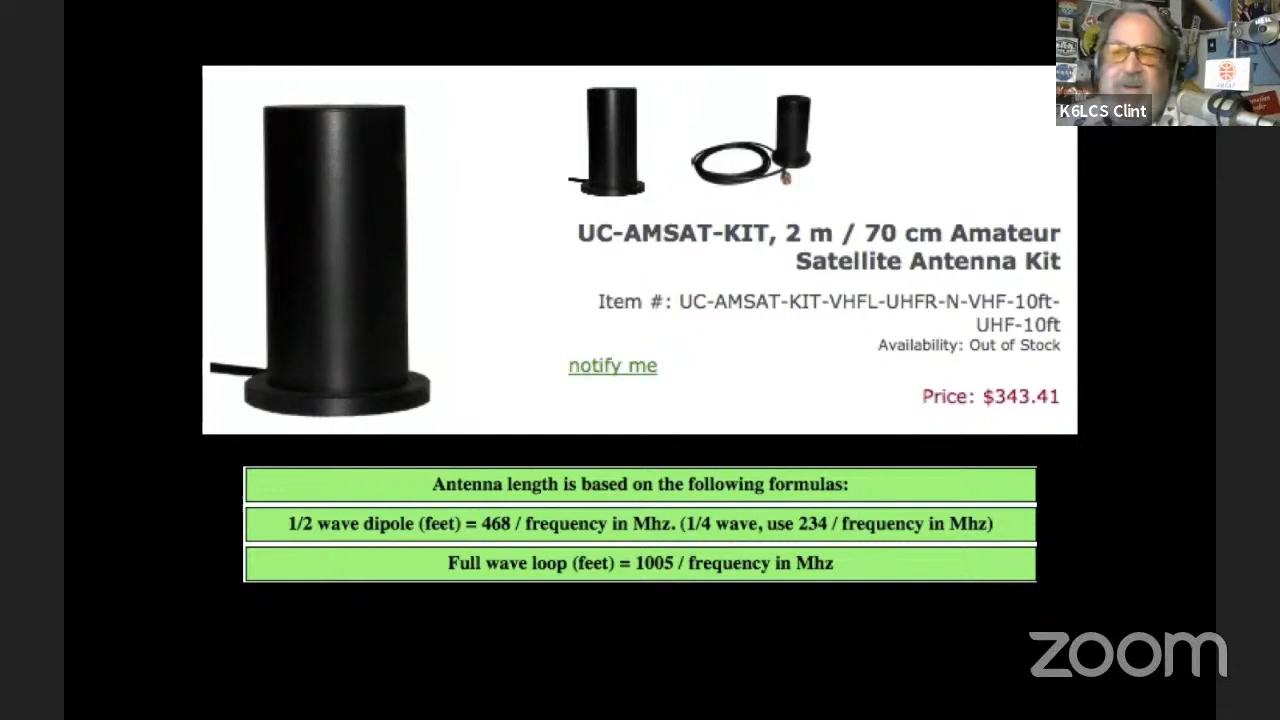 K6LCS Clint
UC-AMSAT-KIT, 2 m / 70 cm Amateur
Satellite Antenna Kit
Item #: UC-AMSAT-KIT-VHFL-UHFR-N-VHF-10ft-
UHF-10ft
Availability: Out of Stock
notify me
Price: $343.41
Antenna length is based on the following formulas:
1/2 wave dipole (feet) = 468 / frequency in Mhz. (1/4 wave, use 234 / frequency in Mhz)
Full wave loop (feet) = 1005 / frequency in Mhz
zoom